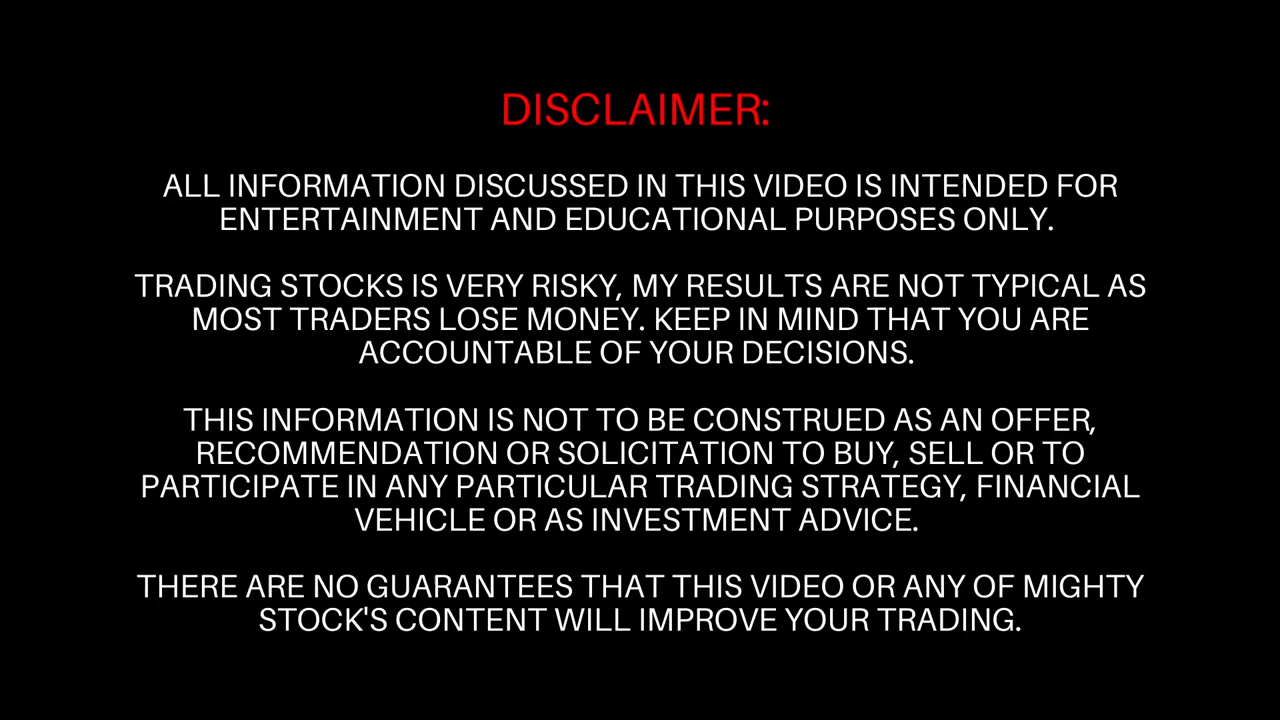 DISCLAIMER:
ALL INFORMATION DISCUSSED IN THIS VIDEO IS INTENDED FOR
ENTERTAINMENT AND EDUCATIONAL PURPOSES ONLY.
TRADING STOCKS IS VERY RISKY, MY RESULTS ARE NOT TYPICAL AS
MOST TRADERS LOSE MONEY. KEEP IN MIND THAT YOU ARE
ACCOUNTABLE OF YOUR DECISIONS.
THIS INFORMATION IS NOT TO BE CONSTRUED AS AN OFFER,
RECOMMENDATION OR SOLICITATION TO BUY, SELL OR TO
PARTICIPATE IN ANY PARTICULAR TRADING STRATEGY, FINANCIAL
VEHICLE OR AS INVESTMENT ADVICE.
THERE ARE NO GUARANTEES THAT THIS VIDEO OR ANY OF MIGHTY
STOCK'S CONTENT WILL IMPROVE YOUR TRADING.